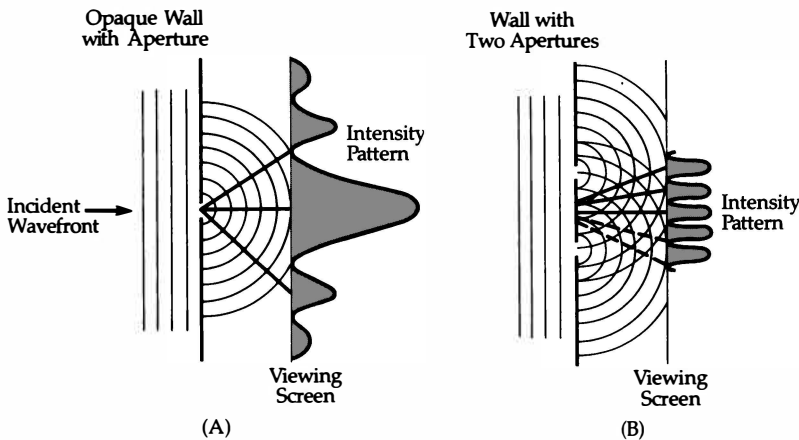 Opaque Wall
with Aperture
Incident
Wavefront
Intensity
Pattern
Viewing
Screen
(A)
Wall with
Two Apertures
Intensity
Pattern
Viewing
Screen
(B)